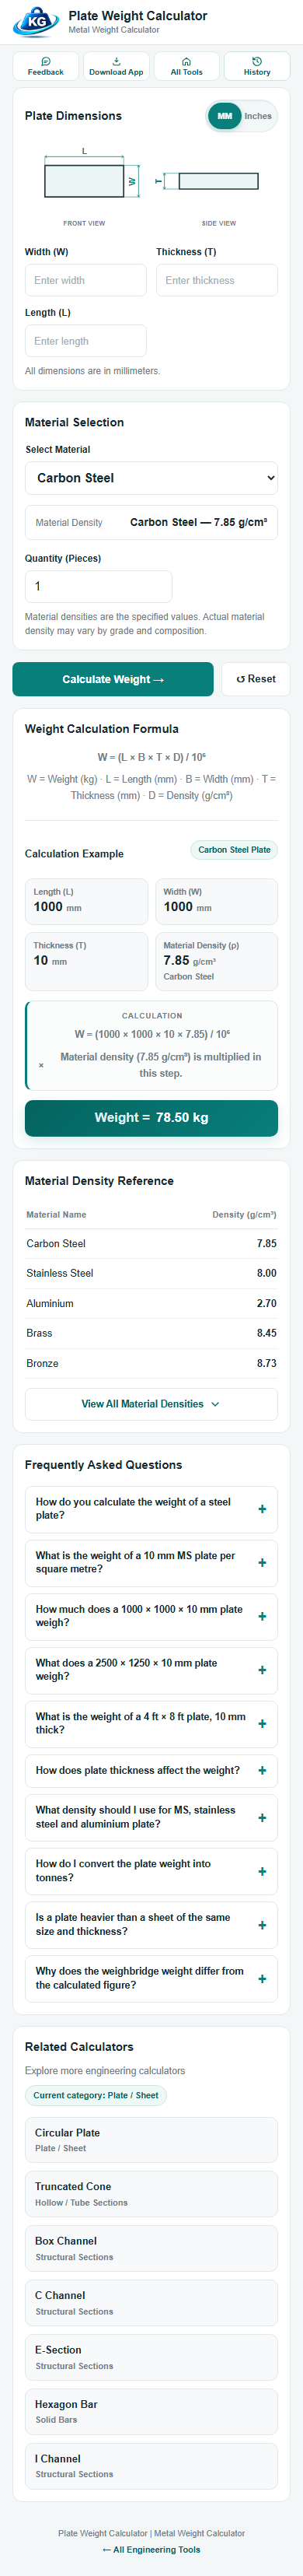 KG
Plate Weight Calculator
Metal Weight Calculator
Feedback
Download App
All Tools
History
Plate Dimensions
MM
Inches
L
W
T
FRONT VIEW
SIDE VIEW
Width (W)
Thickness (T)
Enter width
Enter thickness
Length (L)
Enter length
All dimensions are in millimeters.
Material Selection
Select Material
Carbon Steel
Material Density
Carbon Steel — 7.85 g/cm³
Quantity (Pieces)
1
Material densities are the specified values. Actual material
density may vary by grade and composition.
Calculate Weight →
↺ Reset
Weight Calculation Formula
W = (L × B × T × D) / 10⁶
W = Weight (kg) · L = Length (mm) · B = Width (mm) · T =
Thickness (mm) · D = Density (g/cm³)
Calculation Example
Carbon Steel Plate
Length (L)
1000 mm
Width (W)
1000 mm
Thickness (T)
10 mm
Material Density (ρ)
7.85 g/cm³
Carbon Steel
CALCULATION
W = (1000 × 1000 × 10 × 7.85) / 10⁶
×
Material density (7.85 g/cm³) is multiplied in
this step.
Weight = 78.50 kg
Material Density Reference
Material Name
Density (g/cm³)
Carbon Steel
7.85
Stainless Steel
8.00
Aluminium
2.70
Brass
8.45
Bronze
8.73
View All Material Densities
Frequently Asked Questions
How do you calculate the weight of a steel
plate?
+
What is the weight of a 10 mm MS plate per
square metre?
+
How much does a 1000 × 1000 × 10 mm plate
weigh?
+
What does a 2500 × 1250 × 10 mm plate
weigh?
+
What is the weight of a 4 ft × 8 ft plate, 10 mm
thick?
+
How does plate thickness affect the weight?
+
What density should I use for MS, stainless
steel and aluminium plate?
+
How do I convert the plate weight into
tonnes?
+
Is a plate heavier than a sheet of the same
size and thickness?
+
Why does the weighbridge weight differ from
the calculated figure?
+
Related Calculators
Explore more engineering calculators
Current category: Plate / Sheet
Circular Plate
Plate / Sheet
Truncated Cone
Hollow / Tube Sections
Box Channel
Structural Sections
C Channel
Structural Sections
E-Section
Structural Sections
Hexagon Bar
Solid Bars
I Channel
Structural Sections
Plate Weight Calculator | Metal Weight Calculator
← All Engineering Tools